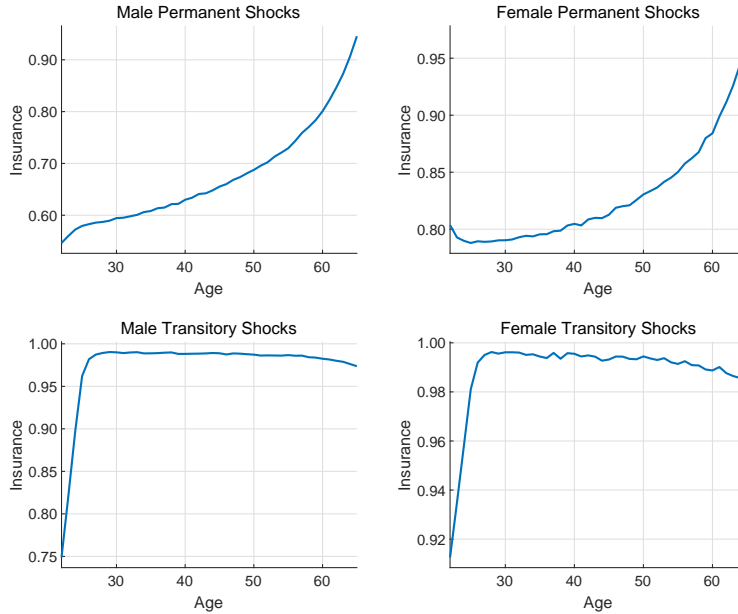 Male Permanent Shocks
Insurance
0.90
0.80
0.70
0.60
30 40 50 60
Age
Female Permanent Shocks
Insurance
0.95
0.90
0.85
0.80
30 40 50 60
Age
Male Transitory Shocks
Insurance
1.00
0.95
0.90
0.85
0.80
0.75
30 40 50 60
Age
Female Transitory Shocks
Insurance
1.00
0.98
0.96
0.94
0.92
30 40 50 60
Age